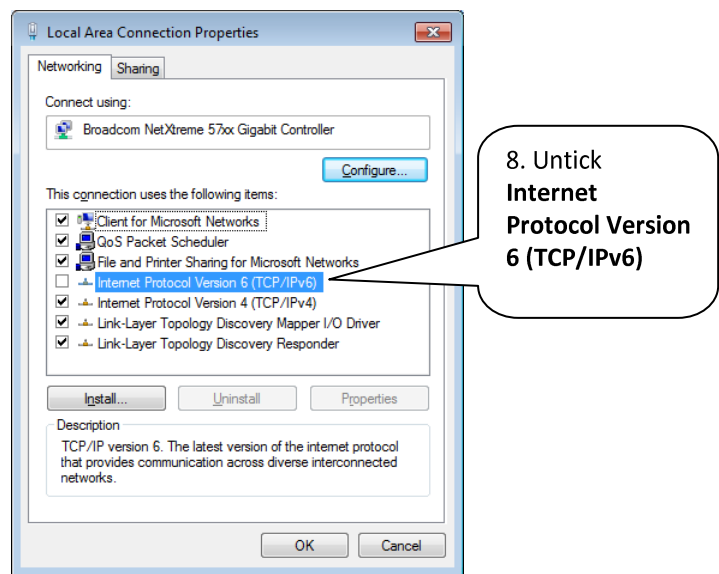 Local Area Connection Properties
Networking
Sharing
Connect using:
Broadcom NetXtreme 57xx Gigabit Controller
Configure...
This connection uses the following items:
Client for Microsoft Networks
QoS Packet Scheduler
File and Printer Sharing for Microsoft Networks
Internet Protocol Version 6 (TCP/IPv6)
Internet Protocol Version 4 (TCP/IPv4)
Link-Layer Topology Discovery Mapper I/O Driver
Link-Layer Topology Discovery Responder
Install...
Uninstall
Properties
Description
TCP/IP version 6. The latest version of the internet protocol
that provides communication across diverse interconnected
networks.
OK
Cancel
8. Untick
Internet
Protocol Version
6 (TCP/IPv6)